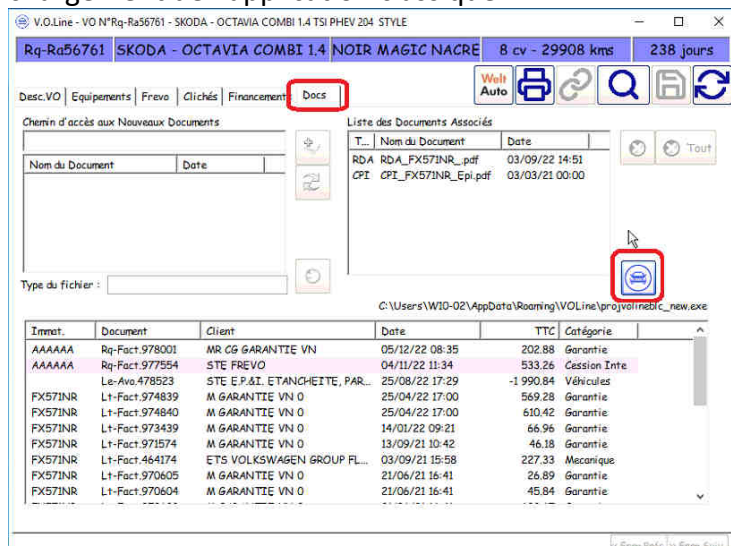 V.O.Line - VO N°Rq-Ra56761 - SKODA - OCTAVIA COMBI 1.4 TSI PHEV 204 STYLE
Rq-Ra56761 SKODA - OCTAVIA COMBI 1.4 NOIR MAGIC NACRE 8 cv - 29908 kms 238 jours
Desc.VO Equipements Frevo Clichés Financement Docs
Welt Auto
Chemin d'accès aux Nouveaux Documents
Liste des Documents Associés
Nom du Document Date
T... Nom du Document Date
RDA RDA_FX571NR_.pdf 03/09/22 14:51
CPI CPI_FX571NR_Epi.pdf 03/03/21 00:00
Tout
Type du fichier :
C:\Users\WIO-02\AppData\Roaming\VOLine\projvolineblc_new.exe
Immat. Document Client Date TTC Catégorie
AAAAAA Rq-Fact.978001 MR CG GARANTIE VN 05/12/22 08:35 202.88 Garantie
AAAAAA Rq-Fact.977554 STE FREVO 04/11/22 11:34 533.26 Cession Inte
Le-Avo.478523 STE E.P.&I. ETANCHEITE, PAR... 25/08/22 17:29 -1 990.84 Véhicules
FX571NR Lt-Fact.974839 M GARANTIE VN 0 25/04/22 17:00 569.28 Garantie
FX571NR Lt-Fact.974840 M GARANTIE VN 0 25/04/22 17:00 610.42 Garantie
FX571NR Lt-Fact.973439 M GARANTIE VN 0 14/01/22 09:21 66.96 Garantie
FX571NR Lt-Fact.971574 M GARANTIE VN 0 13/09/21 10:42 46.18 Garantie
FX571NR Lt-Fact.464174 ETS VOLKSWAGEN GROUP FL... 03/09/21 15:58 227.33 Mecanique
FX571NR Lt-Fact.970605 M GARANTIE VN 0 21/06/21 16:41 26.89 Garantie
FX571NR Lt-Fact.970604 M GARANTIE VN 0 21/06/21 16:41 45.84 Garantie